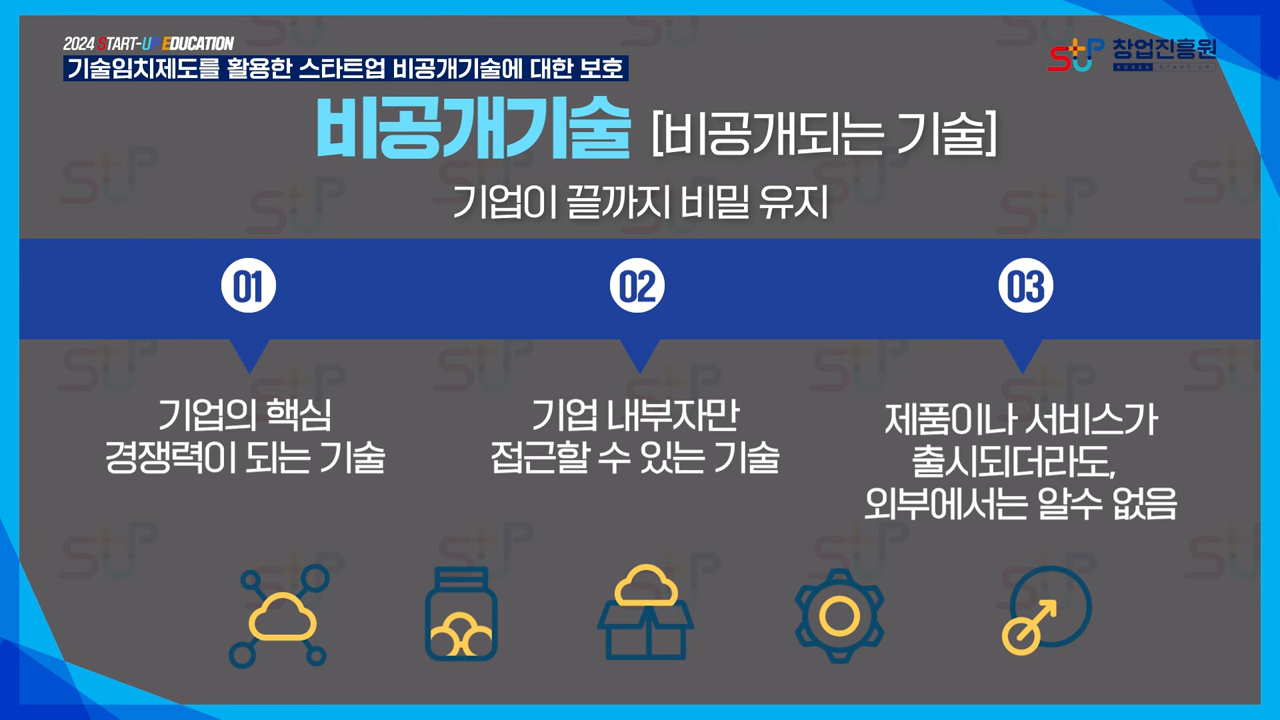 2024 START-UP EDUCATION
기술임치제도를 활용한 스타트업 비공개기술에 대한 보호
창업진흥원
KOREA START UP
비공개기술 [비공개되는 기술]
기업이 끝까지 비밀 유지
01
02
03
기업의 핵심
경쟁력이 되는 기술
기업 내부자만
접근할 수 있는 기술
제품이나 서비스가
출시되더라도,
외부에서는 알수 없음